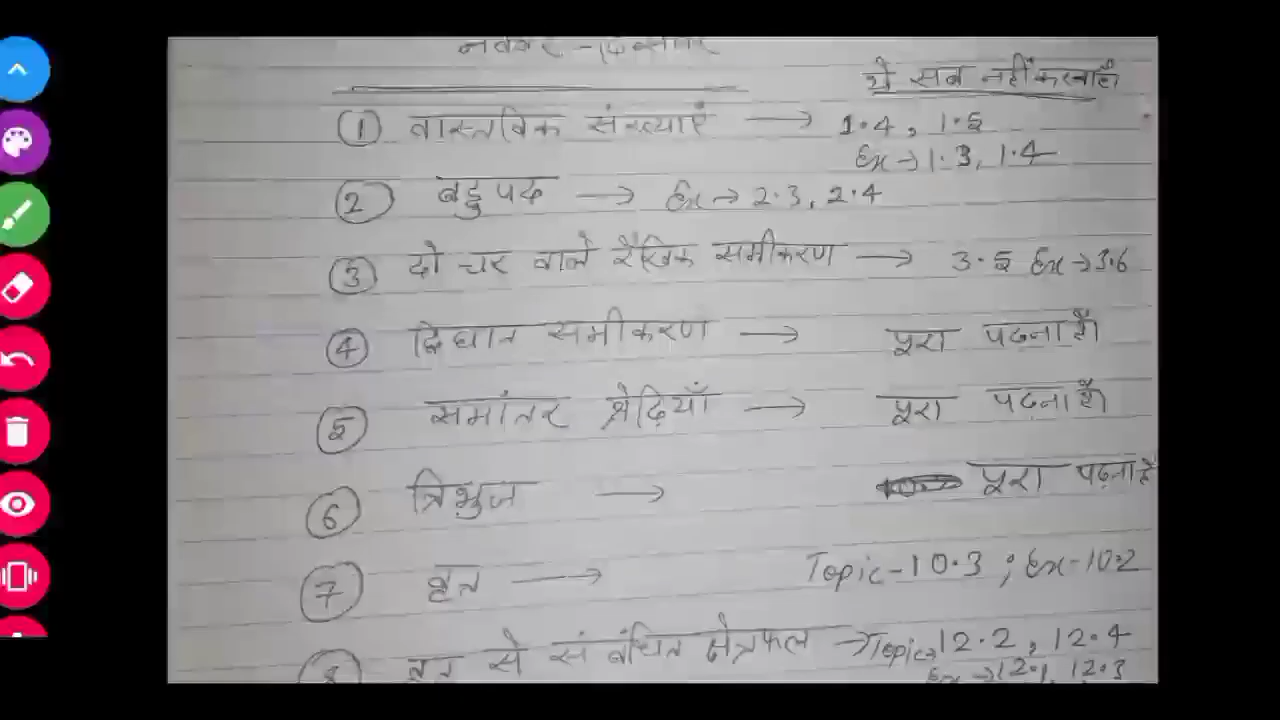 ये सब नहीं करना है।
① वास्तविक संख्याएं → 1.4, 1.5
Ex → 1.3, 1.4
② बहुपद → Ex → 2.3, 2.4
③ दो चर वाले रैखिक समीकरण → 3.5 Ex → 3.6
④ द्विघात समीकरण → पूरा पढना है।
⑤ समांतर श्रेढ़ियाँ → पूरा पढना है।
⑥ त्रिभुज → पूरा पढ़ना है
⑦ वृत → Topic - 10.3 ; Ex - 10.2
⑧ वृत से संबंधित क्षेत्रफल → Topic → 12.2, 12.4
Ex → 12.1, 12.3